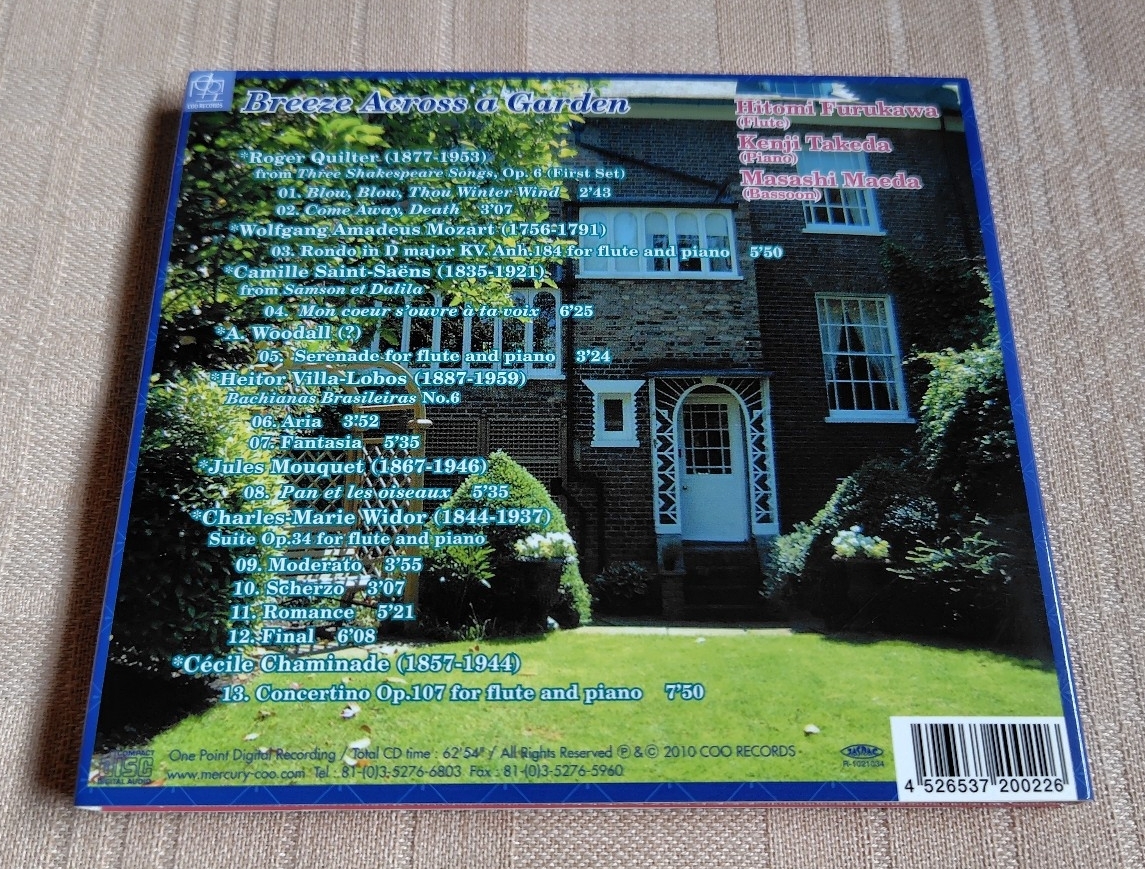 COO RECORDS
Breeze Across a Garden
Hitomi Furukawa
(Flute)
Kenji Takeda
(Piano)
Masashi Maeda
(Bassoon)
*Roger Quilter (1877-1953)
from Three Shakespeare Songs, Op. 6 (First Set)
01. Blow, Blow, Thou Winter Wind 2'43
02. Come Away, Death 3'07
*Wolfgang Amadeus Mozart (1756-1791)
03. Rondo in D major KV. Anh.184 for flute and piano 5'50
*Camille Saint-Saëns (1835-1921)
from Samson et Dalila
04. Mon coeur s'ouvre à ta voix 6'25
*A. Woodall (?)
05. Serenade for flute and piano 3'24
*Heitor Villa-Lobos (1887-1959)
Bachianas Brasileiras No.6
06. Aria 3'52
07. Fantasia 5'35
*Jules Mouquet (1867-1946)
08. Pan et les oiseaux 5'35
*Charles-Marie Widor (1844-1937)
Suite Op.34 for flute and piano
09. Moderato 3'55
10. Scherzo 3'07
11. Romance 5'21
12. Final 6'08
*Cécile Chaminade (1857-1944)
13. Concertino Op.107 for flute and piano 7'50
COMPACT
DISC
DIGITAL AUDIO
One Point Digital Recording / Total CD time : 62'54" / All Rights Reserved ℗ & © 2010 COO RECORDS
www.mercury-coo.com Tel : 81-(0)3-5276-6803 Fax : 81-(0)3-5276-5960
JASRAC
R-1021034
4 526537 200226